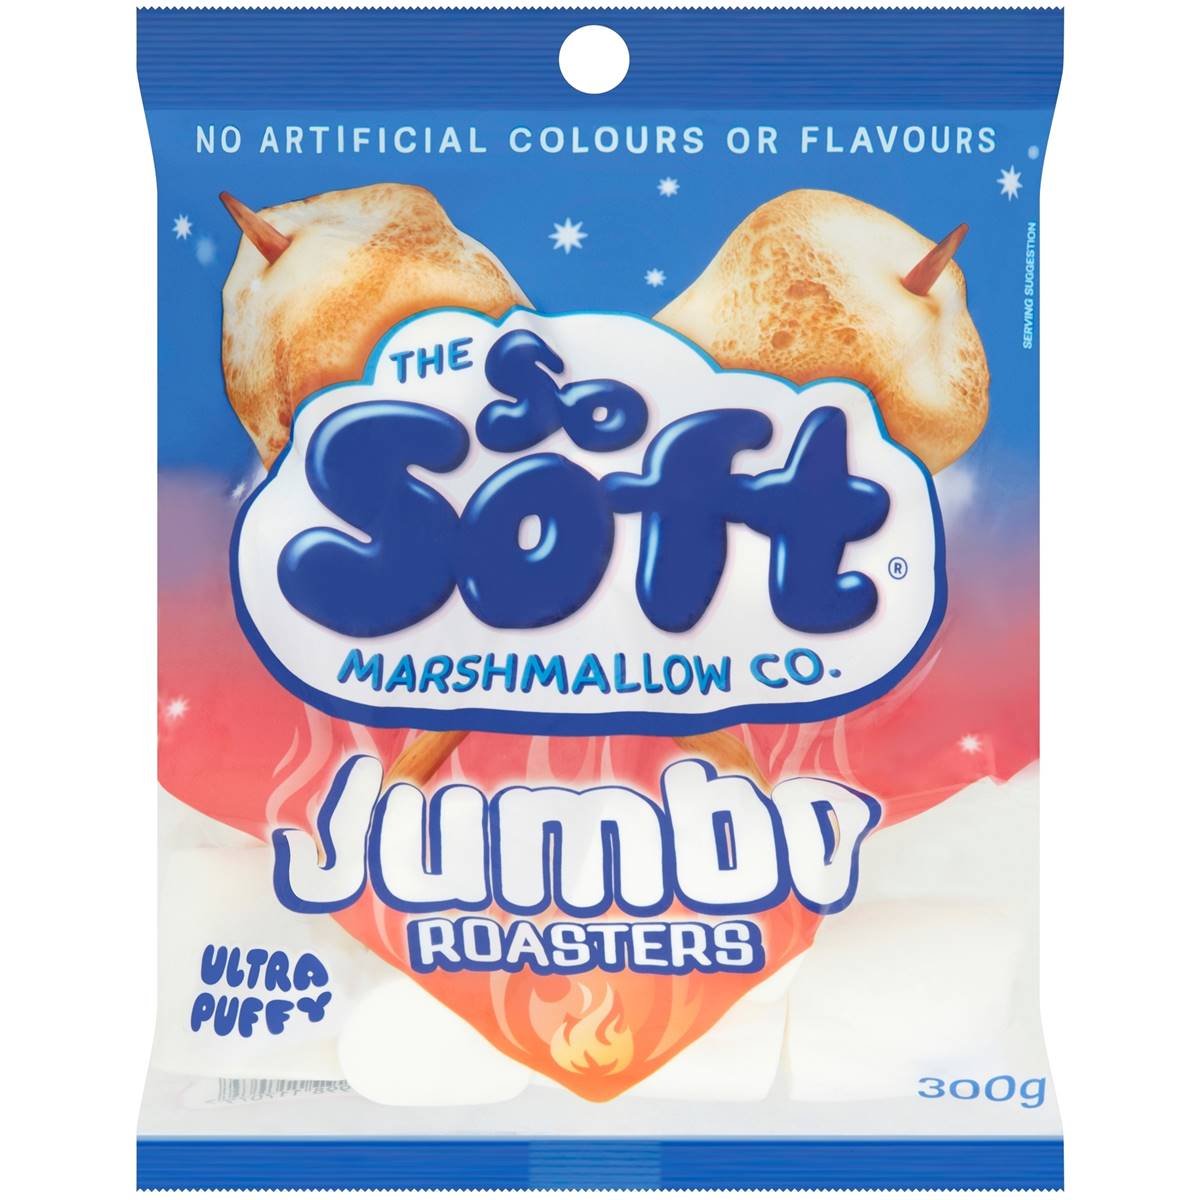 NO ARTIFICIAL COLOURS OR FLAVOURS
SERVING SUGGESTION
THE
So
Soft
®
MARSHMALLOW CO.
Jumbo
ROASTERS
ULTRA
PUFFY
300g